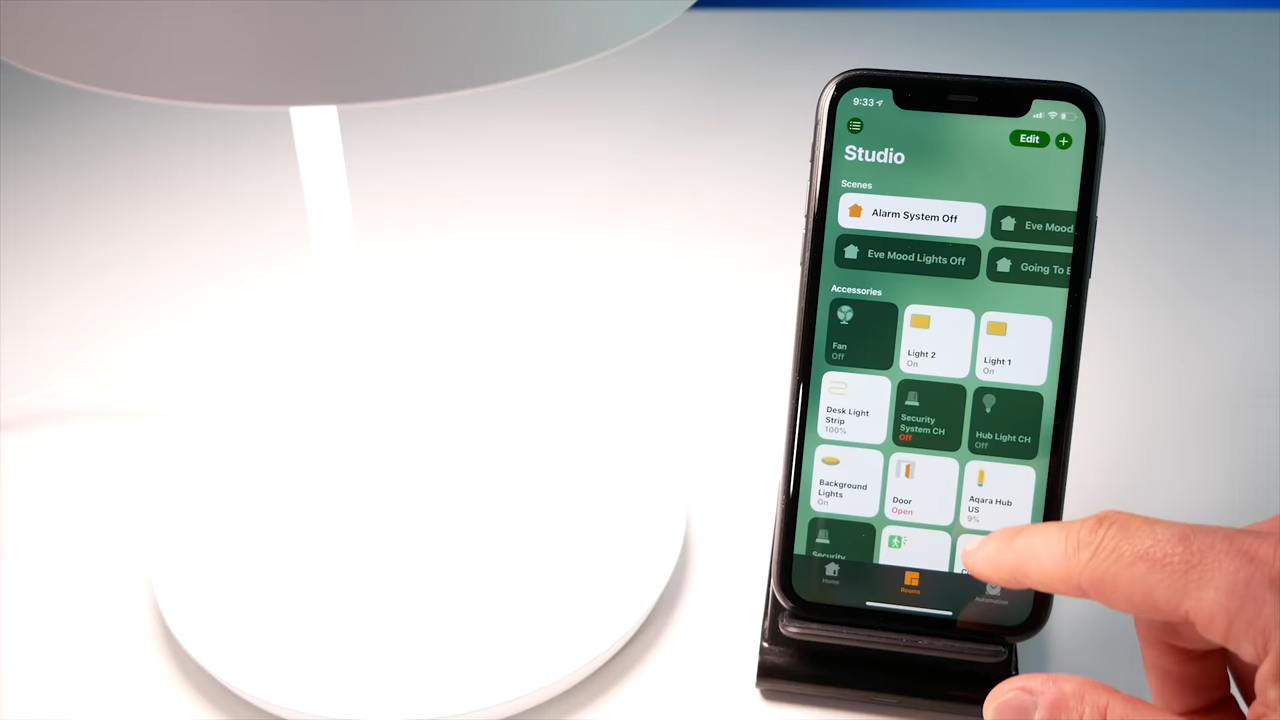 9:33
Edit
Studio
Scenes
Alarm System Off
Eve Mood
Eve Mood Lights Off
Going To
Accessories
Fan
Off
Light 2
On
Light 1
On
Desk Light
Strip
100%
Security
System CH
Off
Hub Light CH
Off
Background
Lights
On
Door
Open
Aqara Hub
US
9%
Security
Home
Rooms
Automation